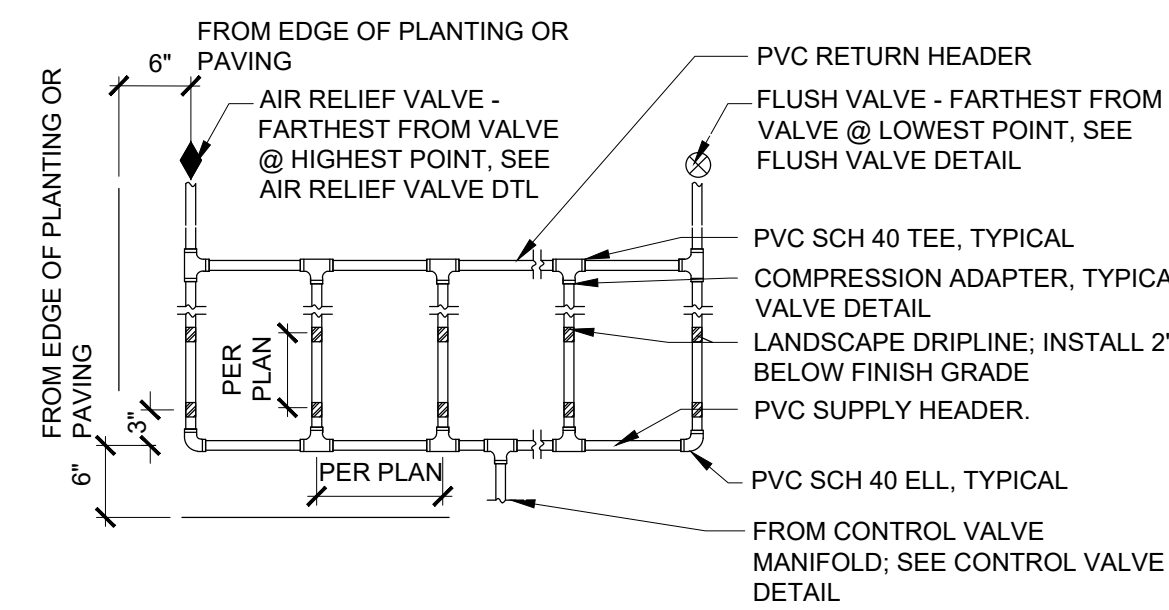 FROM EDGE OF PLANTING OR
PAVING
6"
FROM EDGE OF PLANTING OR
PAVING
AIR RELIEF VALVE -
FARTHEST FROM VALVE
@ HIGHEST POINT, SEE
AIR RELIEF VALVE DTL
PER
PLAN
3"
6"
PER PLAN
PVC RETURN HEADER
FLUSH VALVE - FARTHEST FROM
VALVE @ LOWEST POINT, SEE
FLUSH VALVE DETAIL
PVC SCH 40 TEE, TYPICAL
COMPRESSION ADAPTER, TYPICA
VALVE DETAIL
LANDSCAPE DRIPLINE; INSTALL 2"
BELOW FINISH GRADE
PVC SUPPLY HEADER.
PVC SCH 40 ELL, TYPICAL
FROM CONTROL VALVE
MANIFOLD; SEE CONTROL VALVE
DETAIL